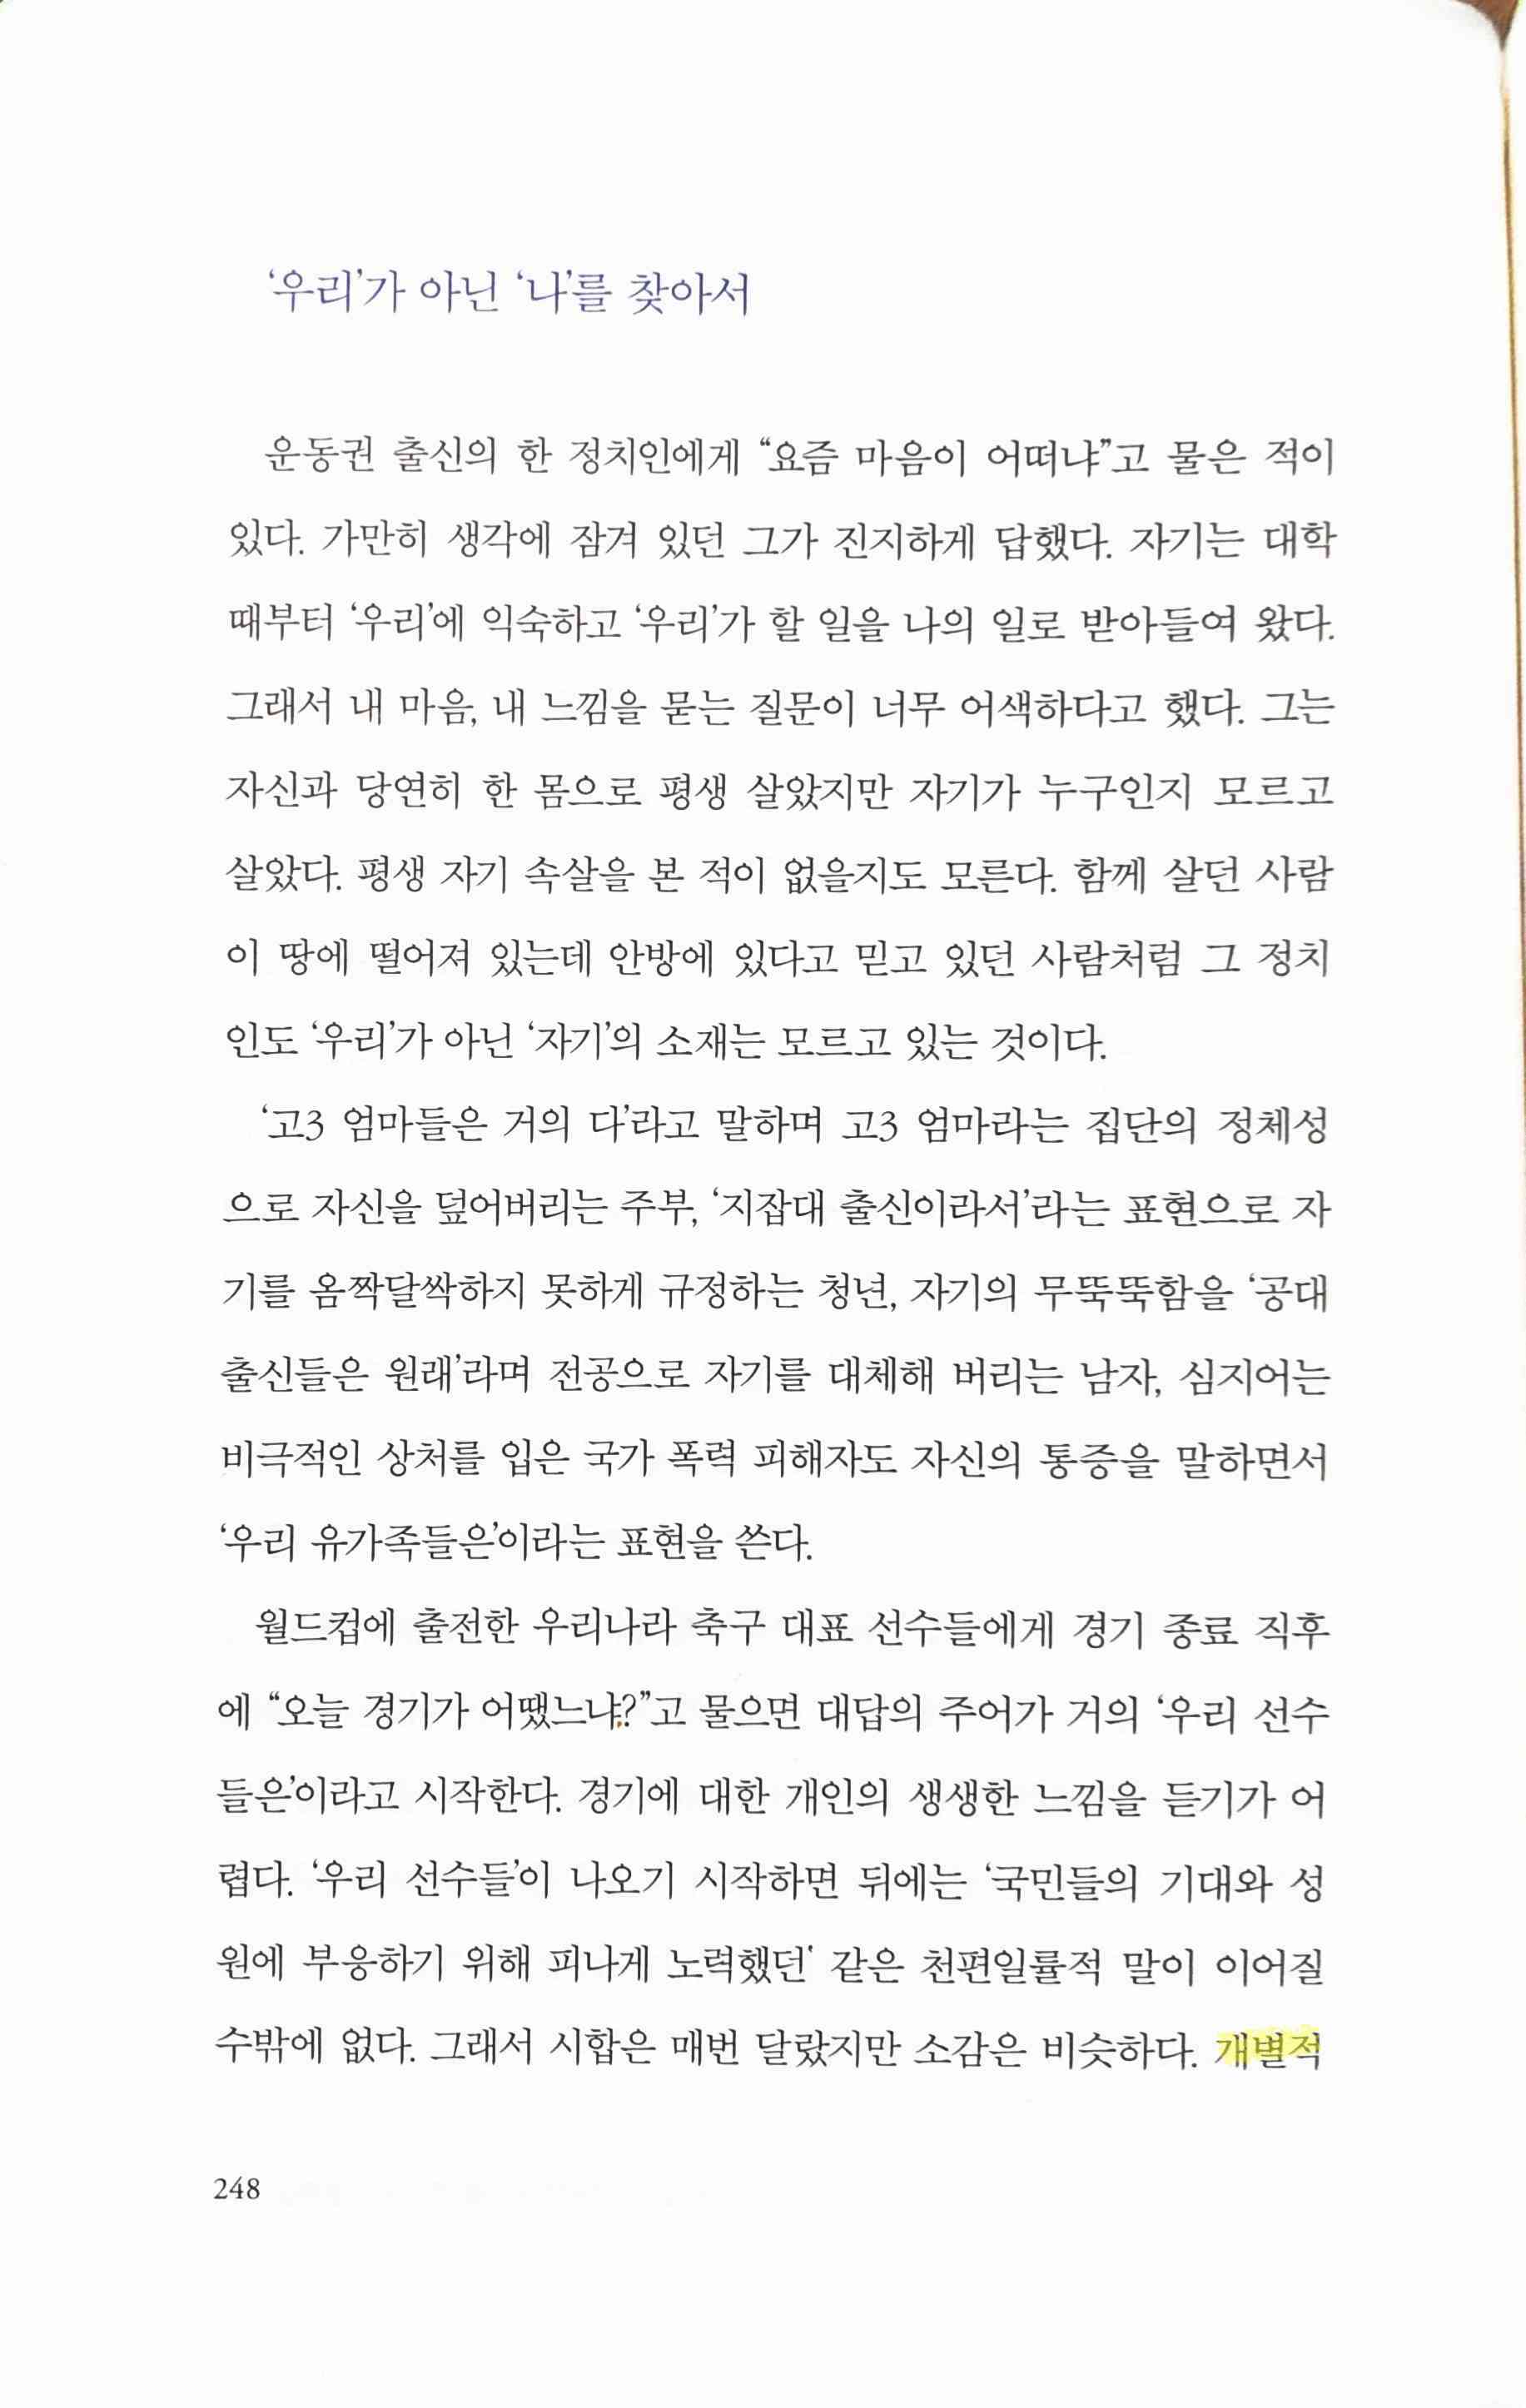 ‘우리’가 아닌 ‘나’를 찾아서
운동권 출신의 한 정치인에게 “요즘 마음이 어떠냐”고 물은 적이
있다. 가만히 생각에 잠겨 있던 그가 진지하게 답했다. 자기는 대학
때부터 ‘우리’에 익숙하고 ‘우리’가 할 일을 나의 일로 받아들여 왔다.
그래서 내 마음, 내 느낌을 묻는 질문이 너무 어색하다고 했다. 그는
자신과 당연히 한 몸으로 평생 살았지만 자기가 누구인지 모르고
살았다. 평생 자기 속살을 본 적이 없을지도 모른다. 함께 살던 사람
이 땅에 떨어져 있는데 안방에 있다고 믿고 있던 사람처럼 그 정치
인도 ‘우리’가 아닌 ‘자기’의 소재는 모르고 있는 것이다.
‘고3 엄마들은 거의 다’라고 말하며 고3 엄마라는 집단의 정체성
으로 자신을 덮어버리는 주부, ‘지잡대 출신이라서’라는 표현으로 자
기를 옴짝달싹하지 못하게 규정하는 청년, 자기의 무뚝뚝함을 ‘공대
출신들은 원래’라며 전공으로 자기를 대체해 버리는 남자, 심지어는
비극적인 상처를 입은 국가 폭력 피해자도 자신의 통증을 말하면서
‘우리 유가족들은’이라는 표현을 쓴다.
월드컵에 출전한 우리나라 축구 대표 선수들에게 경기 종료 직후
에 “오늘 경기가 어땠느냐?”고 물으면 대답의 주어가 거의 ‘우리 선수
들은’이라고 시작한다. 경기에 대한 개인의 생생한 느낌을 듣기가 어
렵다. ‘우리 선수들’이 나오기 시작하면 뒤에는 ‘국민들의 기대와 성
원에 부응하기 위해 피나게 노력했던' 같은 천편일률적 말이 이어질
수밖에 없다. 그래서 시합은 매번 달랐지만 소감은 비슷하다. 개별적
248